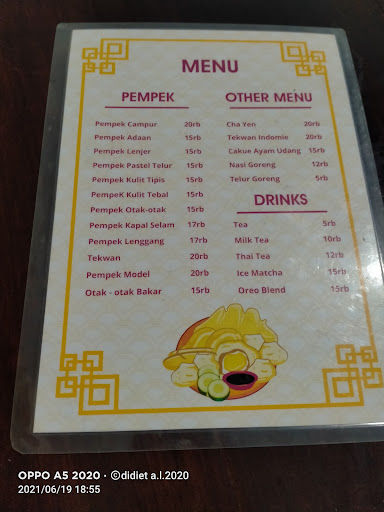 MENU
PEMPEK
Pempek Campur 20rb
Pempek Adaan 15rb
Pempek Lenjer 15rb
Pempek Pastel Telur 15rb
Pempek Kulit Tipis 15rb
PempeK Kulit Tebal 15rb
Pempek Otak-otak 15rb
Pempek Kapal Selam 17rb
Pempek Lenggang 17rb
Tekwan 20rb
Pempek Model 20rb
Otak - otak Bakar 15rb
OTHER MENU
Cha Yen 20rb
Tekwan Indomie 20rb
Cakue Ayam Udang 15rb
Nasi Goreng 12rb
Telur Goreng 5rb
DRINKS
Tea 5rb
Milk Tea 10rb
Thai Tea 12rb
Ice Matcha 15rb
Oreo Blend 15rb
OPPO A5 2020 · ©didiet a.l.2020
2021/06/19 18:55